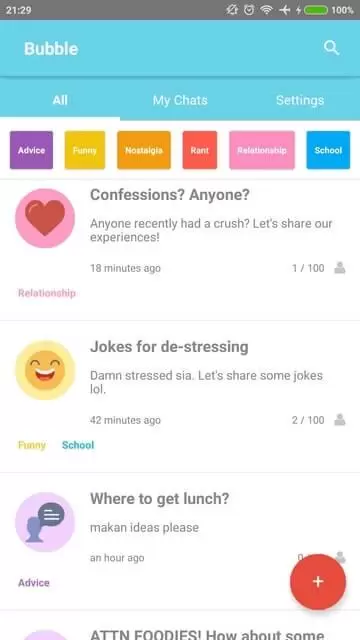 21:29
100%
Bubble
All
My Chats
Settings
Advice
Funny
Nostalgia
Rant
Relationship
School
Confessions? Anyone?
Anyone recently had a crush? Let's share our
experiences!
18 minutes ago
1 / 100
Relationship
Jokes for de-stressing
Damn stressed sia. Let's share some jokes
lol.
42 minutes ago
2 / 100
Funny
School
Where to get lunch?
makan ideas please
an hour ago
+
Advice
ATTN FOODIES! How about some